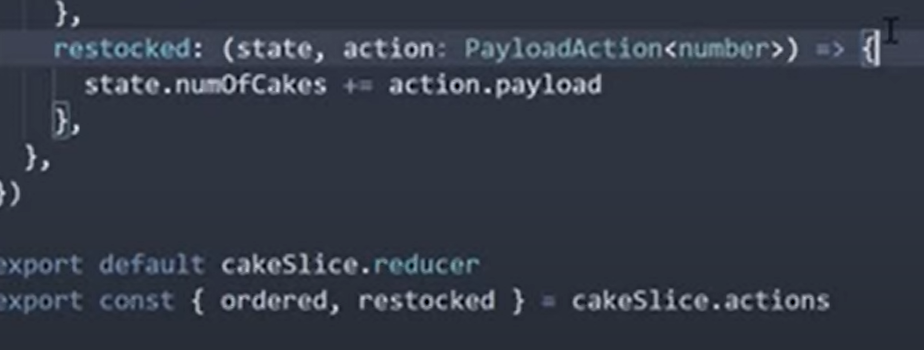 },
restocked: (state, action: PayloadAction<number>) => {
state.numOfCakes += action.payload
},
},
})
export default cakeSlice.reducer
export const { ordered, restocked } = cakeSlice.actions